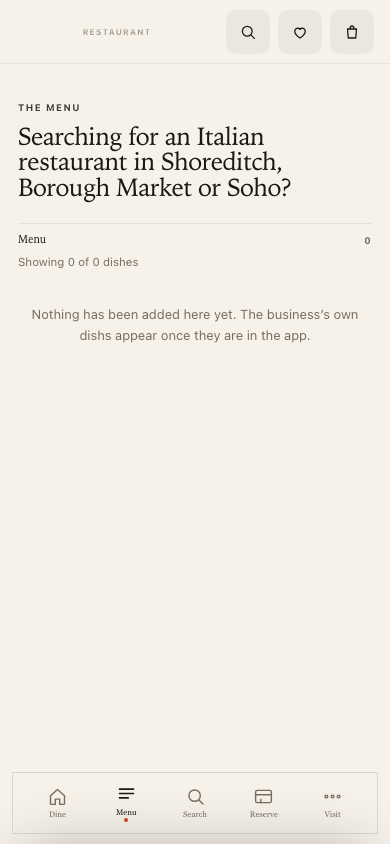 RESTAURANT
THE MENU
Searching for an Italian
restaurant in Shoreditch,
Borough Market or Soho?
Menu 0
Showing 0 of 0 dishes
Nothing has been added here yet. The business's own
dishs appear once they are in the app.
Dine Menu Search Reserve Visit